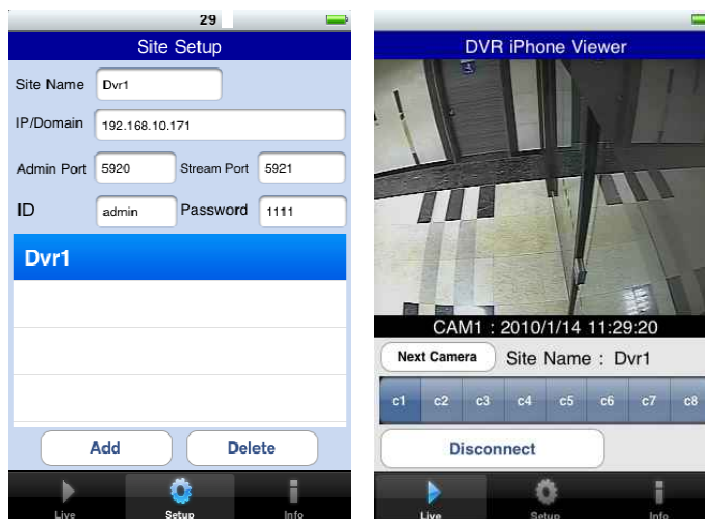 29
Site Setup
Site Name Dvr1
IP/Domain 192.168.10.171
Admin Port 5920 Stream Port 5921
ID admin Password 1111
Dvr1
Add Delete
Live Setup Info
DVR iPhone Viewer
CAM1 : 2010/1/14 11:29:20
Next Camera Site Name : Dvr1
c1 c2 c3 c4 c5 c6 c7 c8
Disconnect
Live Setup Info